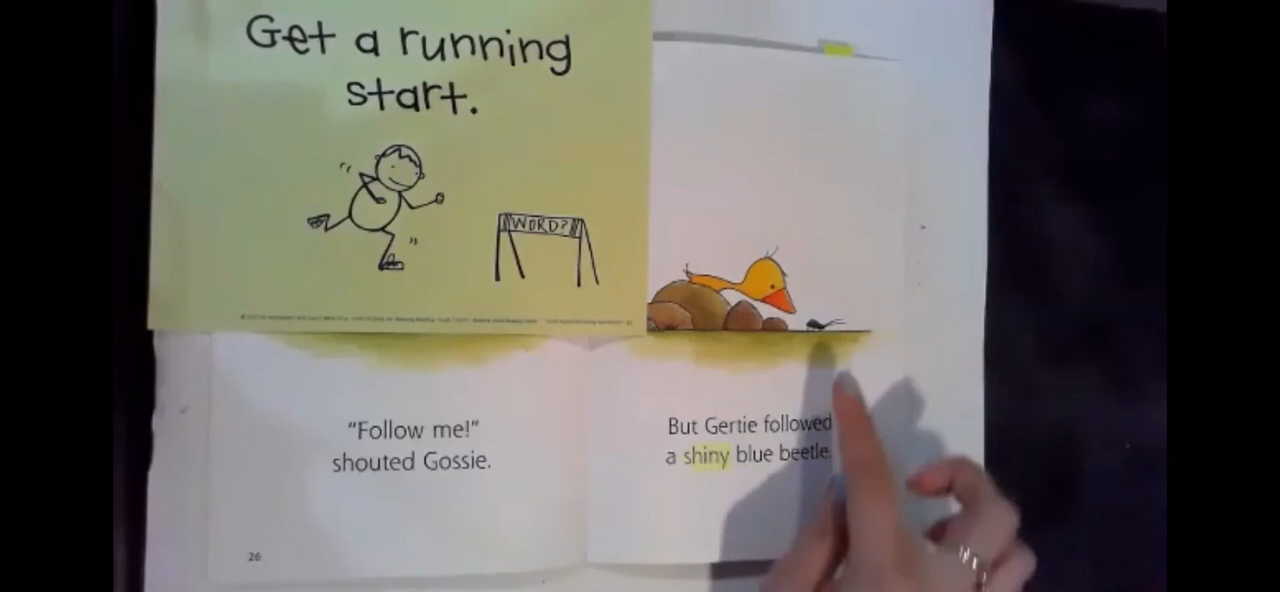 Get a running
start.
WORD?
"Follow me!"
shouted Gossie.
26
But Gertie followed
a shiny blue beetle.